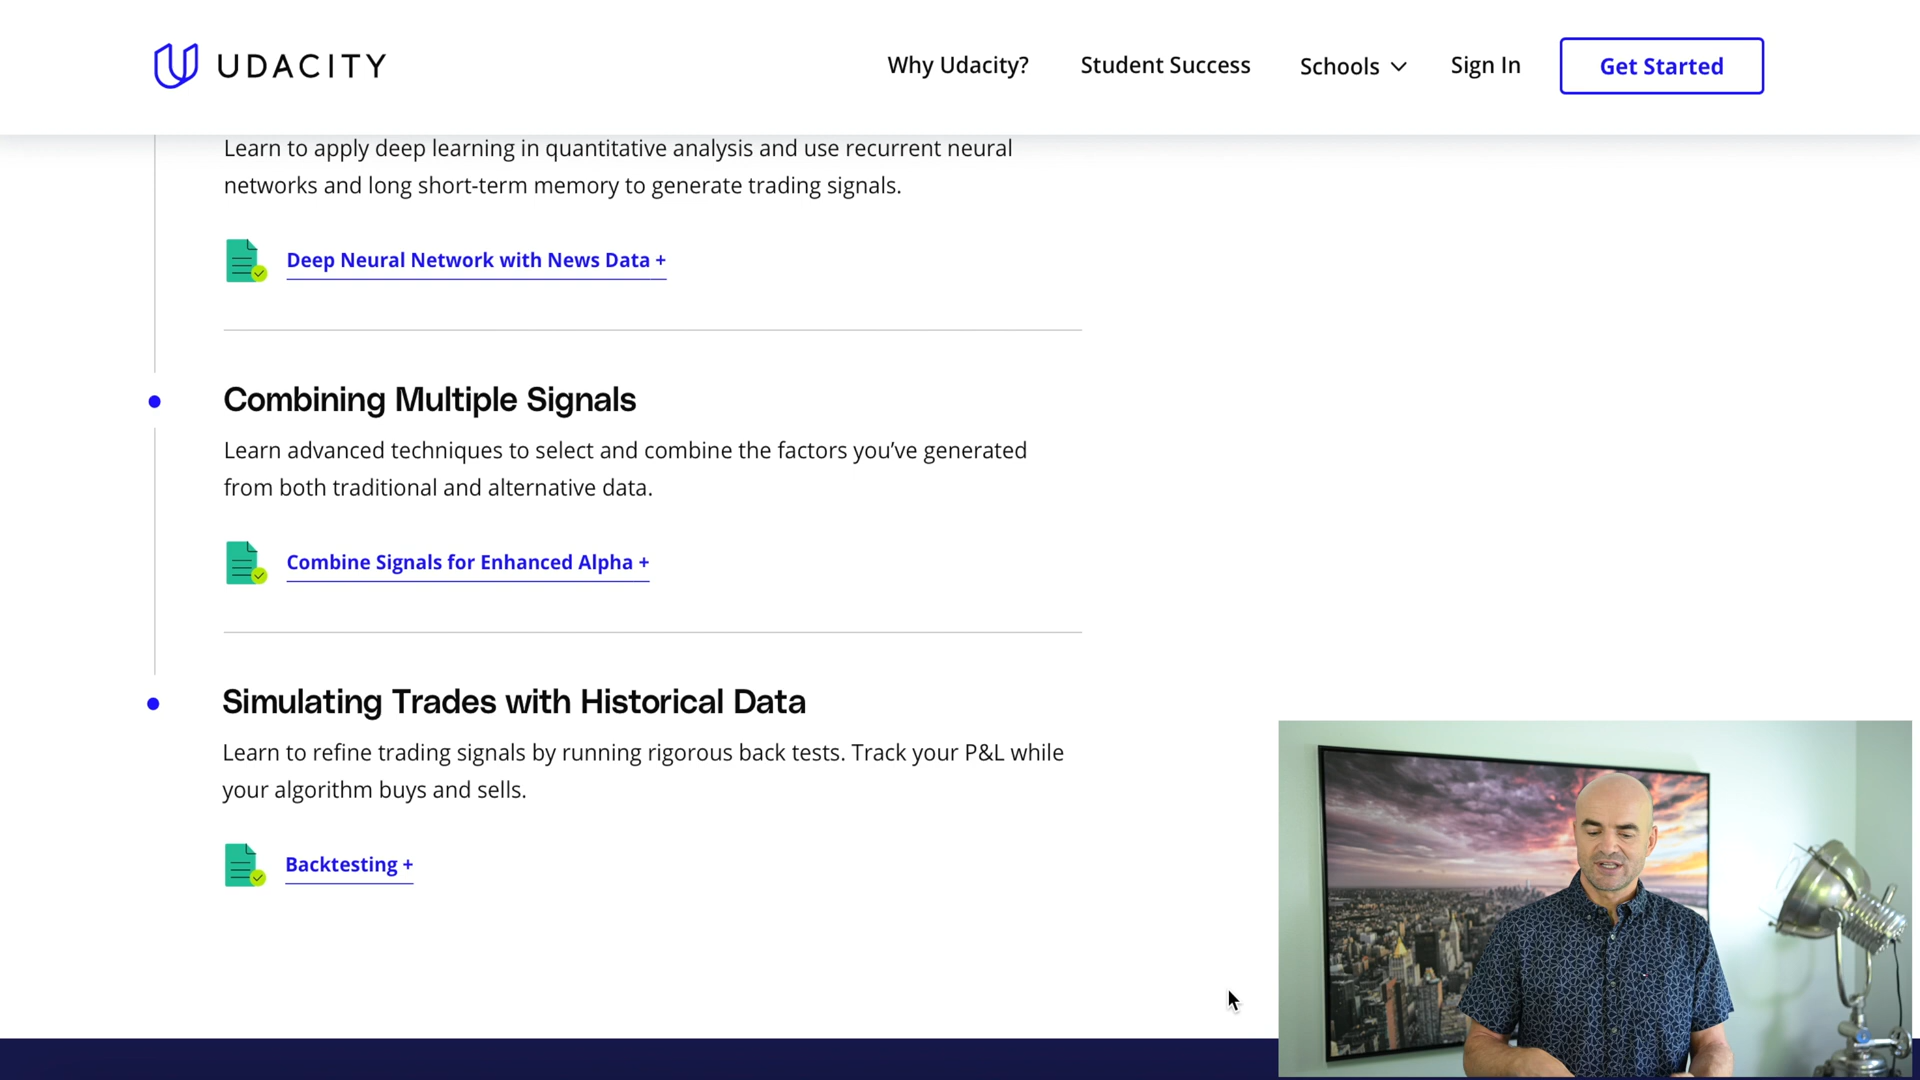 UDACITY
Why Udacity?
Student Success
Schools
Sign In
Get Started
Learn to apply deep learning in quantitative analysis and use recurrent neural
networks and long short-term memory to generate trading signals.
Deep Neural Network with News Data +
Combining Multiple Signals
Learn advanced techniques to select and combine the factors you’ve generated
from both traditional and alternative data.
Combine Signals for Enhanced Alpha +
Simulating Trades with Historical Data
Learn to refine trading signals by running rigorous back tests. Track your P&L while
your algorithm buys and sells.
Backtesting +